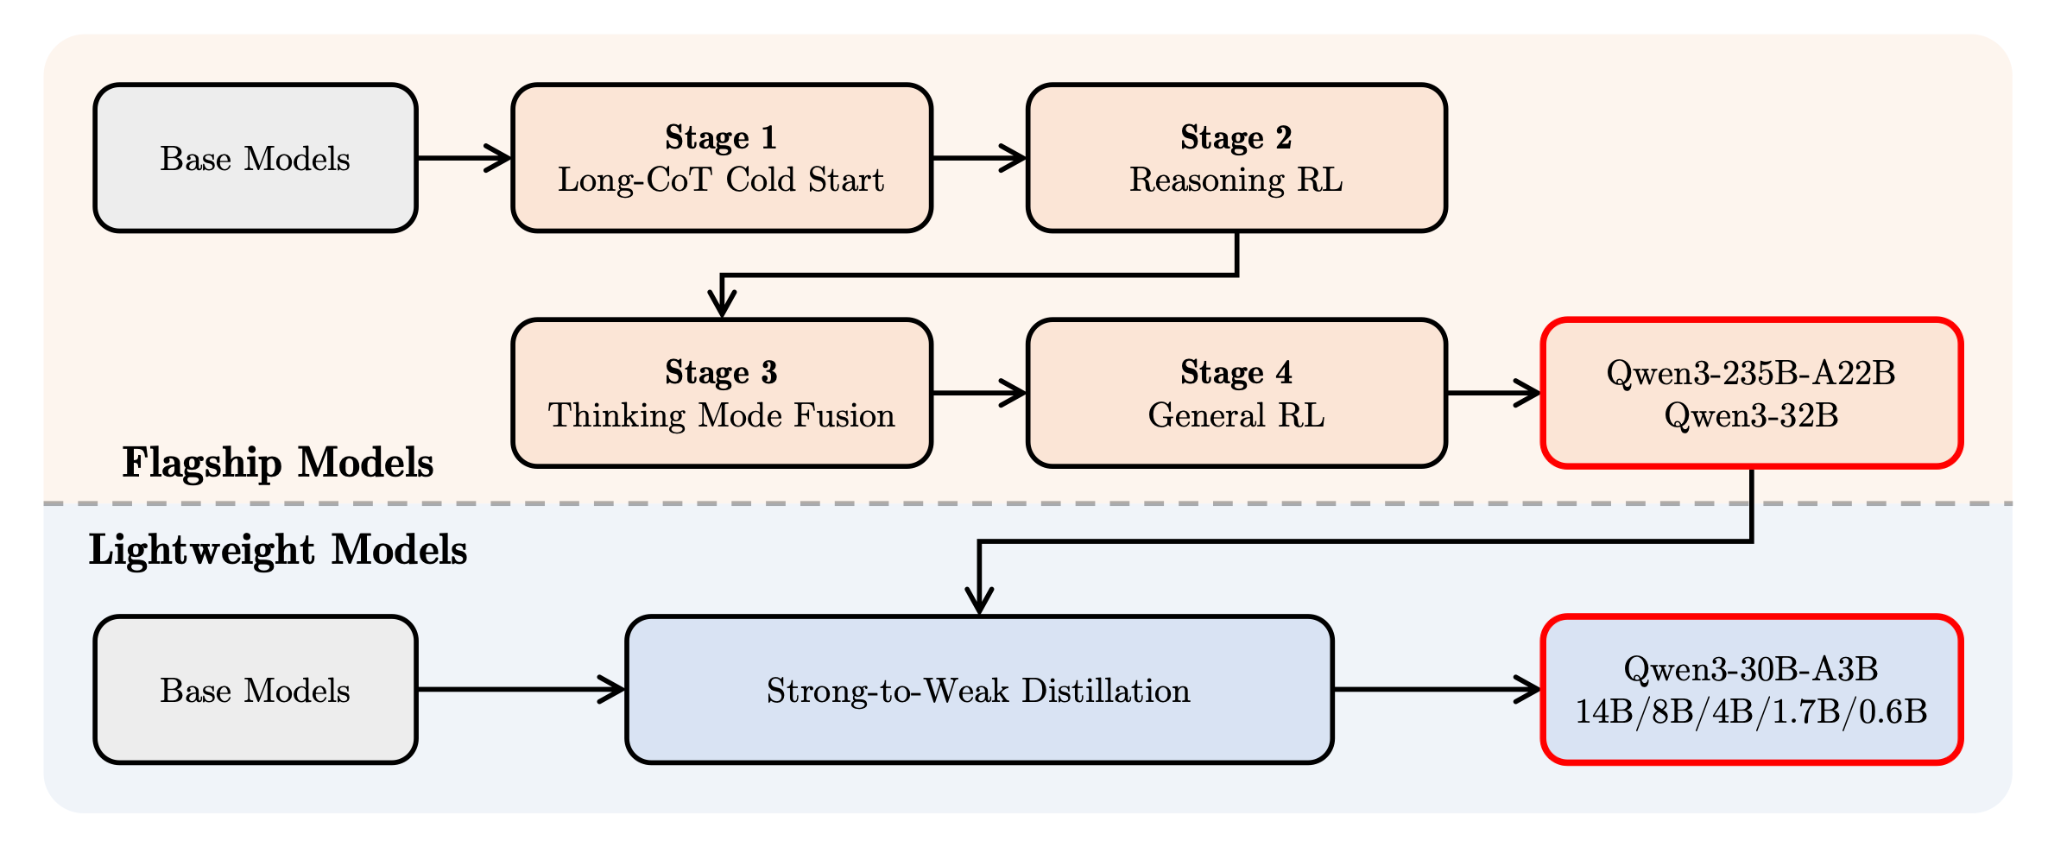 Base Models
Stage 1
Long-CoT Cold Start
Stage 2
Reasoning RL
Stage 3
Thinking Mode Fusion
Stage 4
General RL
Qwen3-235B-A22B
Qwen3-32B
Flagship Models
Lightweight Models
Base Models
Strong-to-Weak Distillation
Qwen3-30B-A3B
14B/8B/4B/1.7B/0.6B